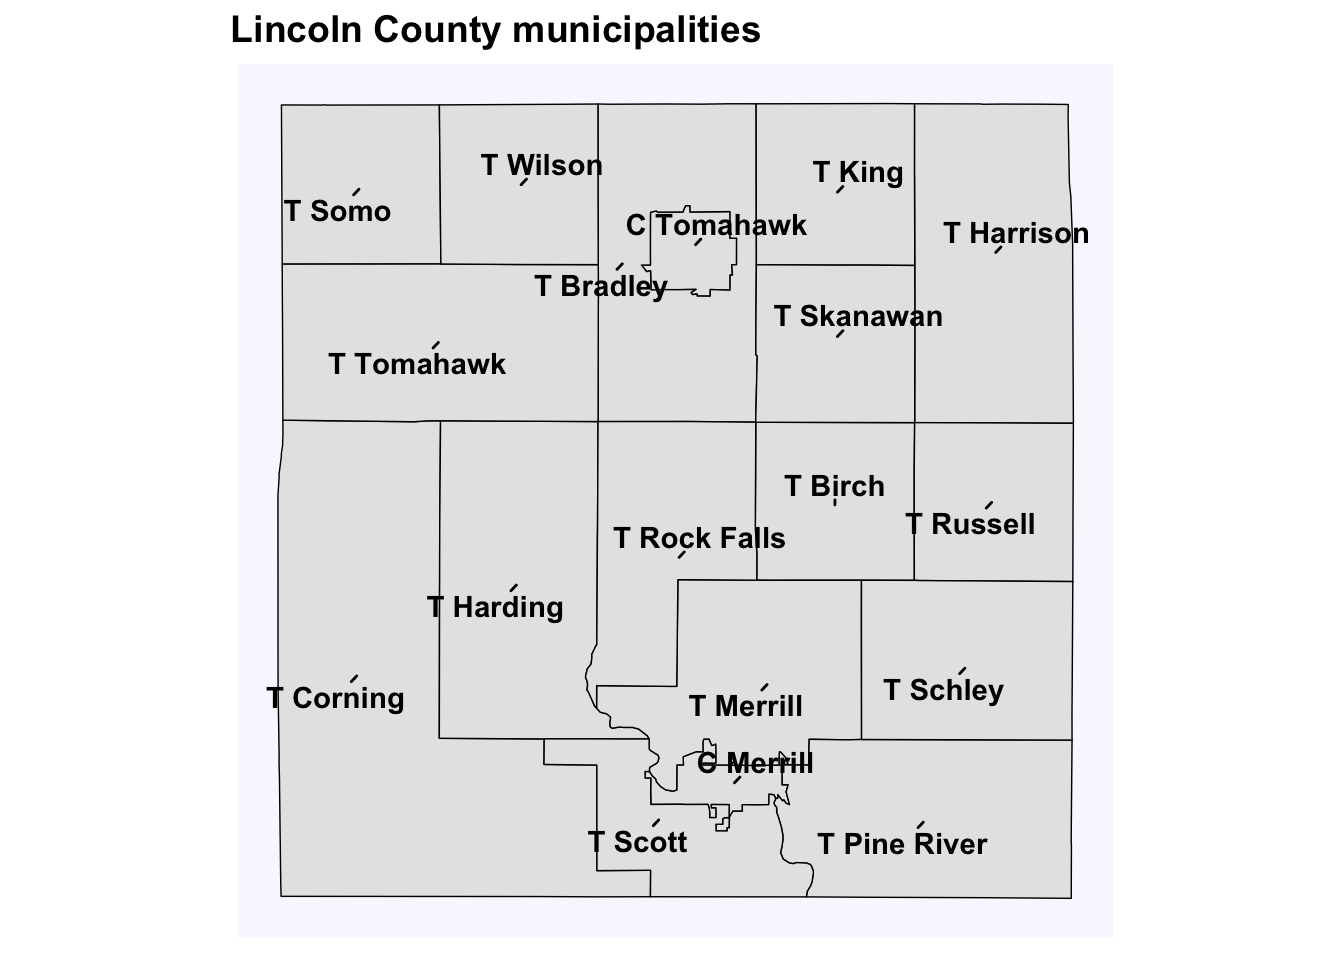 Lincoln County municipalities
T Wilson
T King
T Somo
C Tomahawk
T Harrison
T Bradley
T Skanawan
T Tomahawk
T Birch
T Russell
T Rock Falls
T Harding
T Schley
T Corning
T Merrill
C Merrill
T Scott
T Pine River